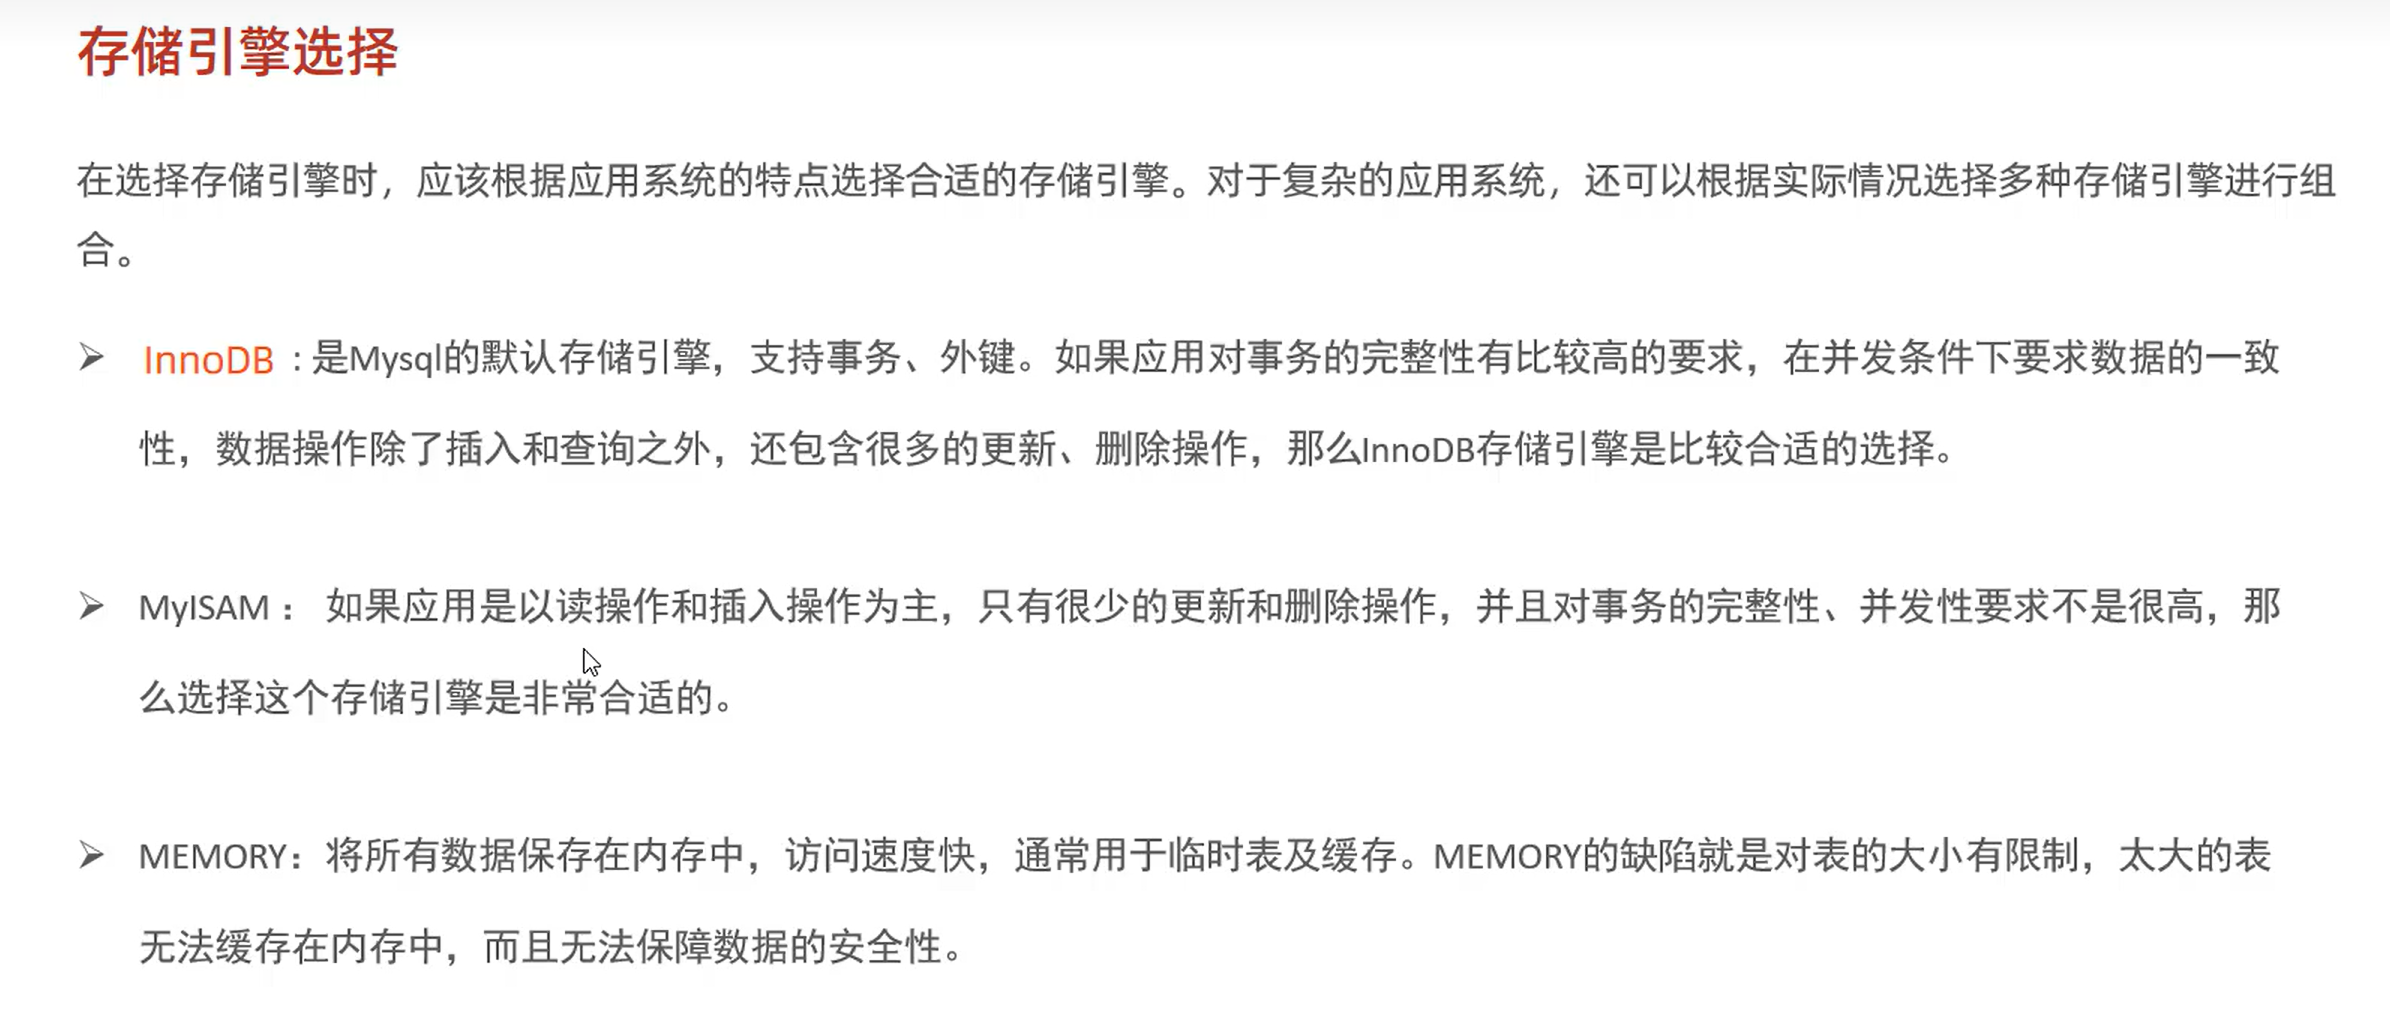 存储引擎选择
在选择存储引擎时，应该根据应用系统的特点选择合适的存储引擎。对于复杂的应用系统，还可以根据实际情况选择多种存储引擎进行组
合。
➢ InnoDB : 是Mysql的默认存储引擎，支持事务、外键。如果应用对事务的完整性有比较高的要求，在并发条件下要求数据的一致
性，数据操作除了插入和查询之外，还包含很多的更新、删除操作，那么InnoDB存储引擎是比较合适的选择。
➢ MyISAM ： 如果应用是以读操作和插入操作为主，只有很少的更新和删除操作，并且对事务的完整性、并发性要求不是很高，那
么选择这个存储引擎是非常合适的。
➢ MEMORY：将所有数据保存在内存中，访问速度快，通常用于临时表及缓存。MEMORY的缺陷就是对表的大小有限制，太大的表
无法缓存在内存中，而且无法保障数据的安全性。